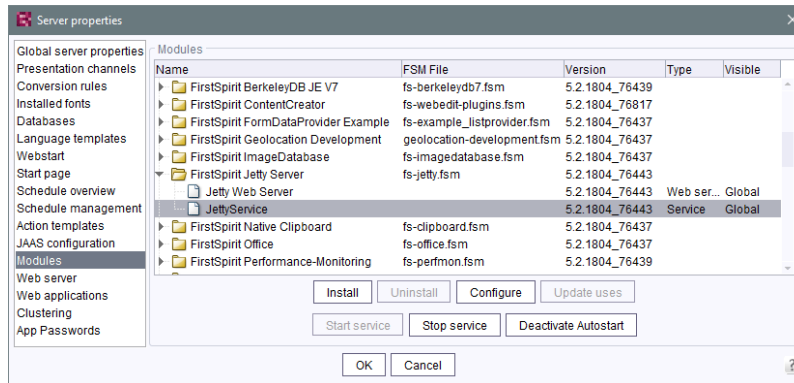 Server properties
Global server properties
Presentation channels
Conversion rules
Installed fonts
Databases
Language templates
Webstart
Start page
Schedule overview
Schedule management
Action templates
JAAS configuration
Modules
Web server
Web applications
Clustering
App Passwords
Modules
Name FSM File Version Type Visible
FirstSpirit BerkeleyDB JE V7 fs-berkeleydb7.fsm 5.2.1804_76439
FirstSpirit ContentCreator fs-webedit-plugins.fsm 5.2.1804_76817
FirstSpirit FormDataProvider Example fs-example_listprovider.fsm 5.2.1804_76437
FirstSpirit Geolocation Development geolocation-development.fsm 5.2.1804_76437
FirstSpirit ImageDatabase fs-imagedatabase.fsm 5.2.1804_76437
FirstSpirit Jetty Server fs-jetty.fsm 5.2.1804_76443
Jetty Web Server 5.2.1804_76443 Web ser... Global
JettyService 5.2.1804_76443 Service Global
FirstSpirit Native Clipboard fs-clipboard.fsm 5.2.1804_76437
FirstSpirit Office fs-office.fsm 5.2.1804_76437
FirstSpirit Performance-Monitoring fs-perfmon.fsm 5.2.1804_76439
Install Uninstall Configure Update uses
Start service Stop service Deactivate Autostart
OK Cancel
?